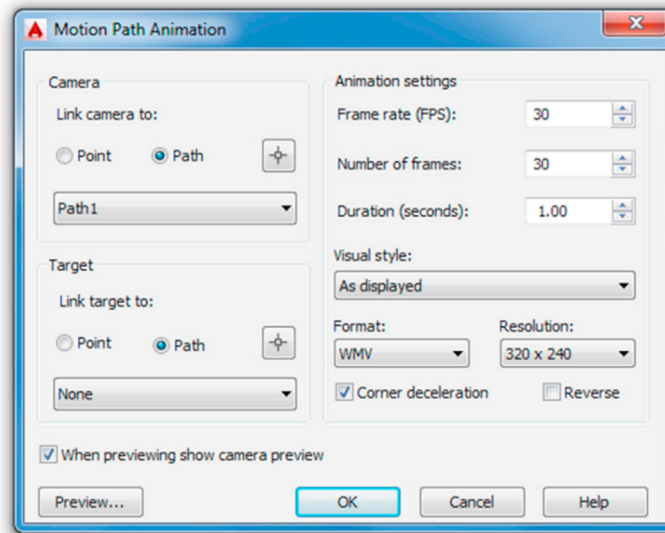 Motion Path Animation
Camera
Link camera to:
Point
Path
Path1
Target
Link target to:
Point
Path
None
Animation settings
Frame rate (FPS):
30
Number of frames:
30
Duration (seconds):
1.00
Visual style:
As displayed
Format:
Resolution:
WMV
320 x 240
Corner deceleration
Reverse
When previewing show camera preview
Preview...
OK
Cancel
Help